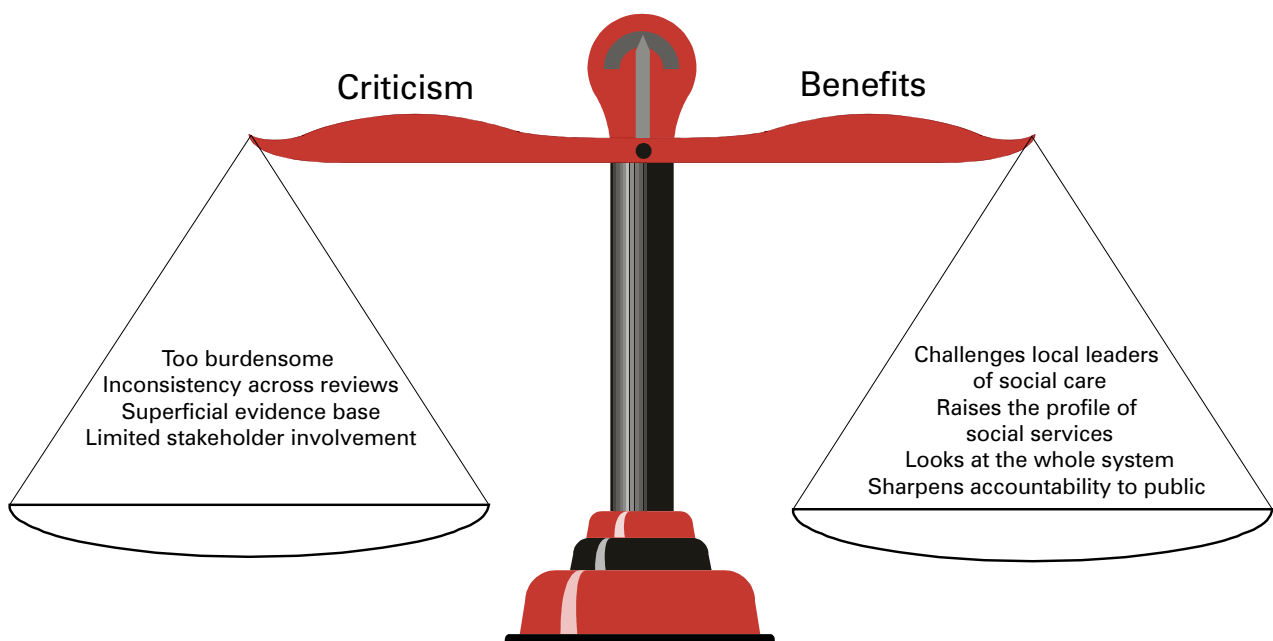 Criticism
Too burdensome
Inconsistency across reviews
Superficial evidence base
Limited stakeholder involvement
Benefits
Challenges local leaders
of social care
Raises the profile of
social services
Looks at the whole system
Sharpens accountability to public